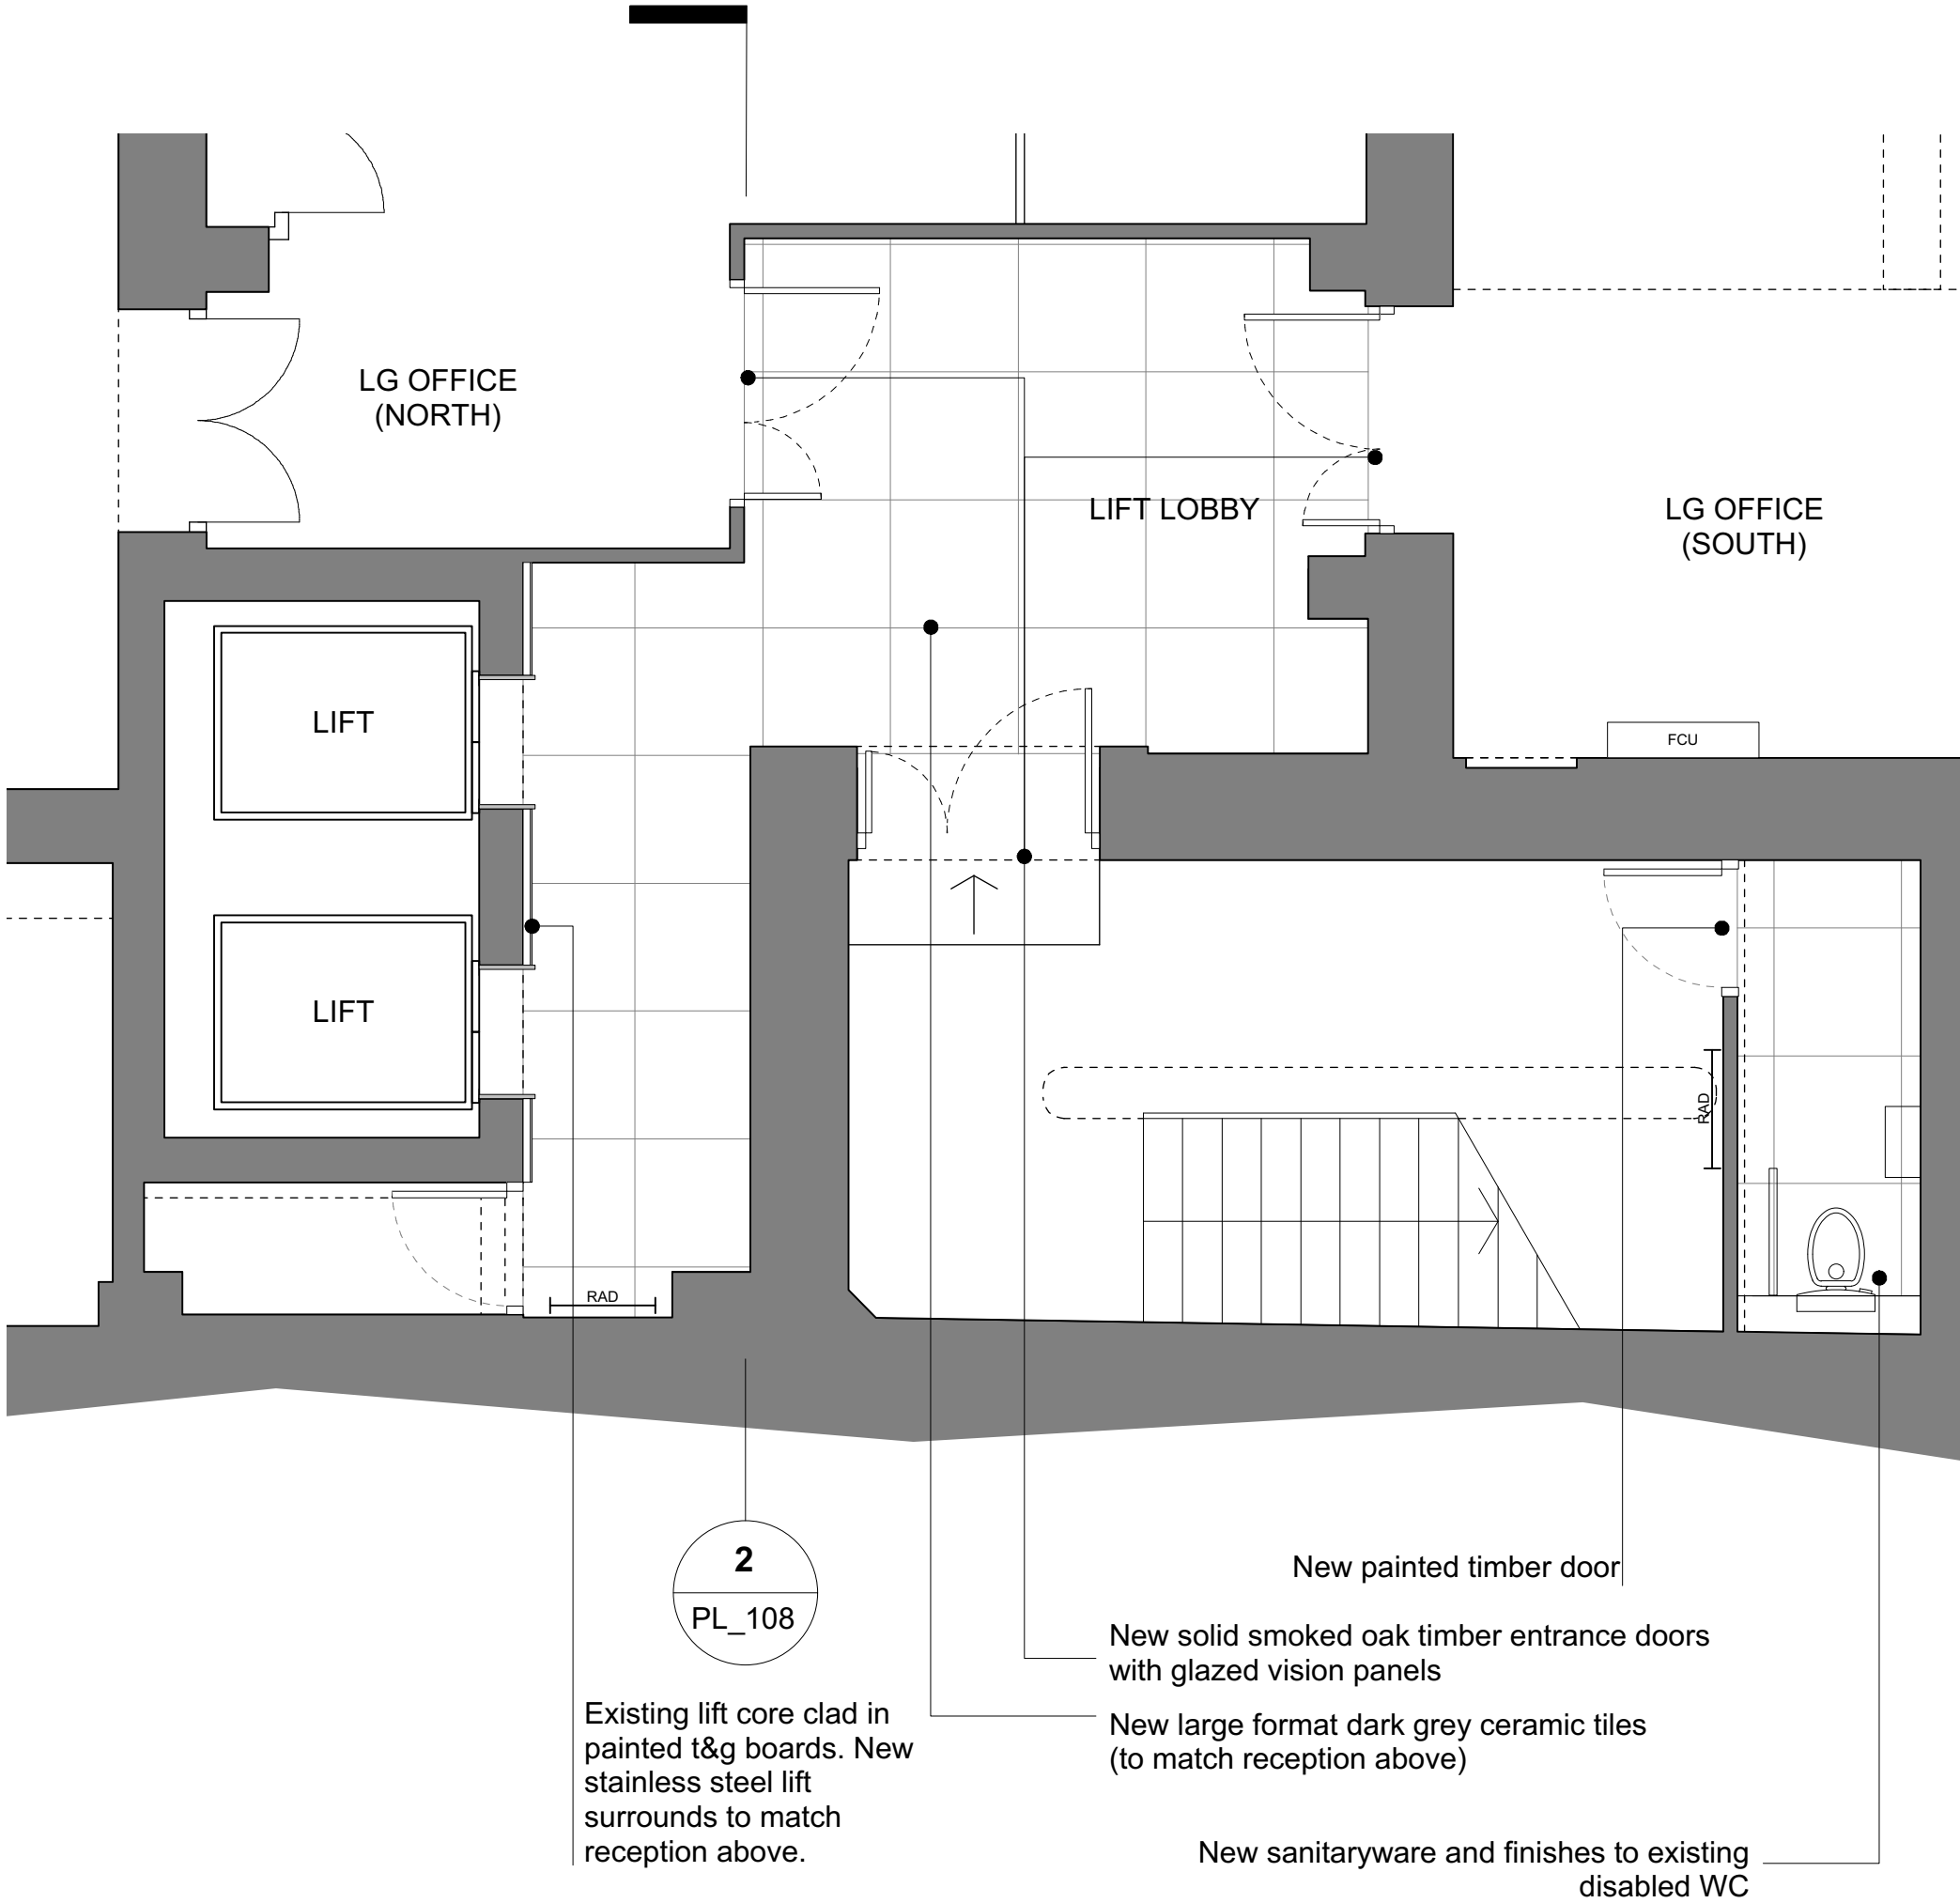 LG OFFICE
(NORTH)
LIFT LOBBY
LG OFFICE
(SOUTH)
LIFT
FCU
LIFT
RAD
RAD
2
PL_108
New painted timber door
New solid smoked oak timber entrance doors
with glazed vision panels
New large format dark grey ceramic tiles
(to match reception above)
Existing lift core clad in
painted t&g boards. New
stainless steel lift
surrounds to match
reception above.
New sanitaryware and finishes to existing
disabled WC